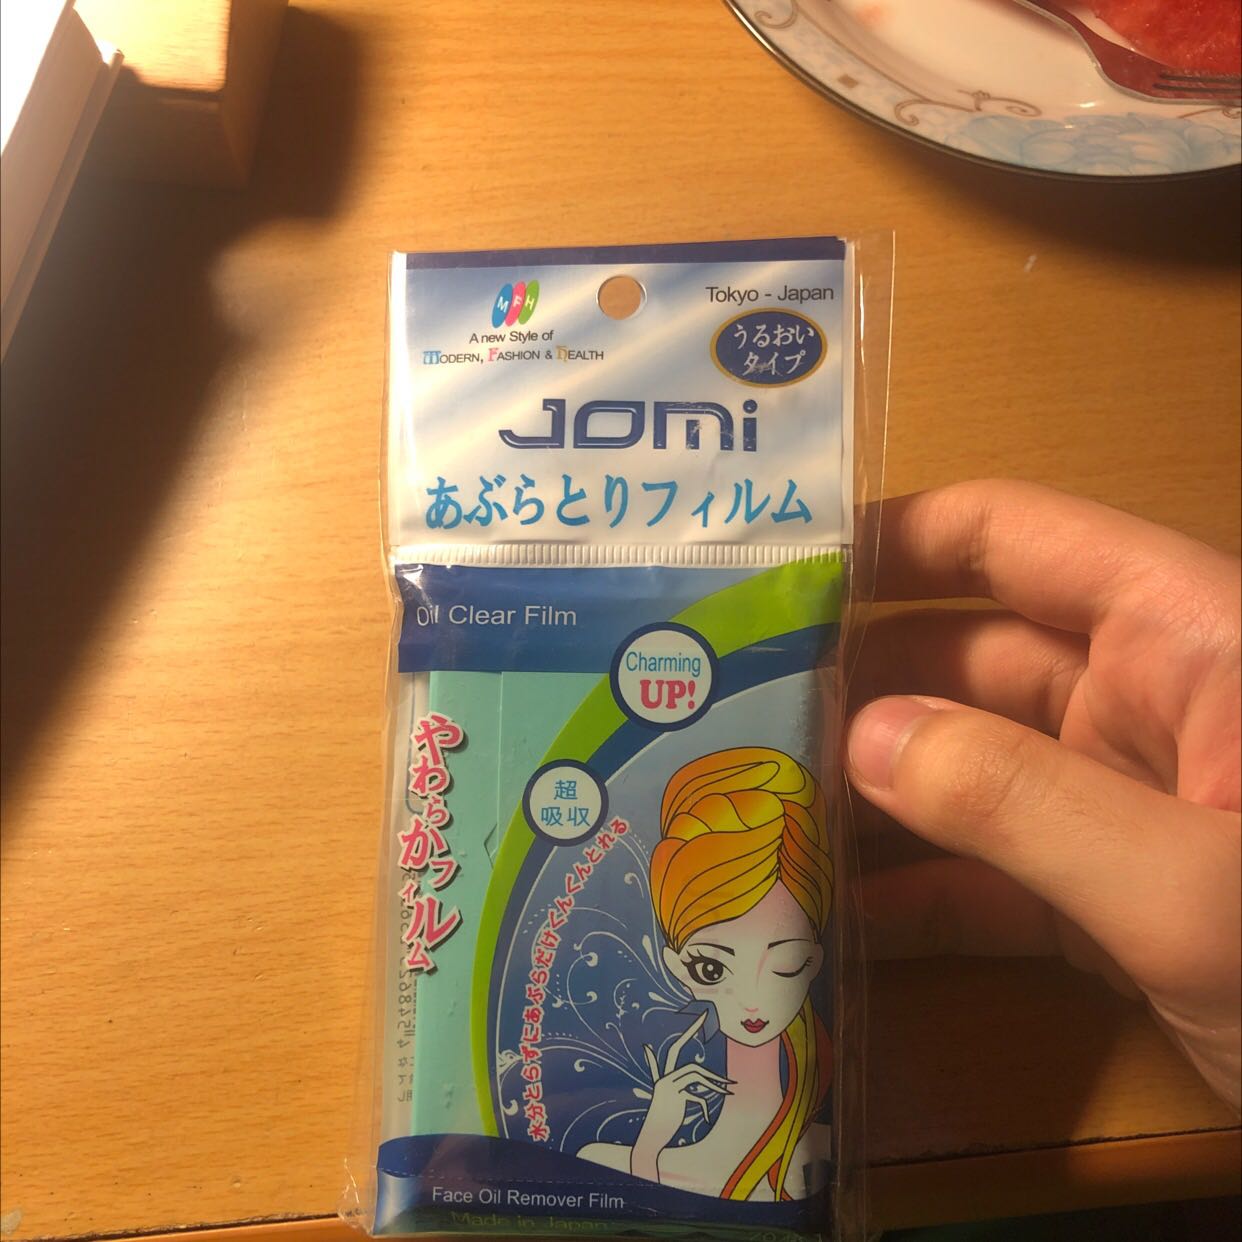 MFH
A new Style of
MODERN, FASHION & HEALTH
Tokyo - Japan
うるおい
タイプ
JOMi
あぶらとりフィルム
Oil Clear Film
Charming
UP!
超
吸収
やわらかフィルム
水分とらずにあぶらだけぐんぐんとれる
Face Oil Remover Film
Made in Japan